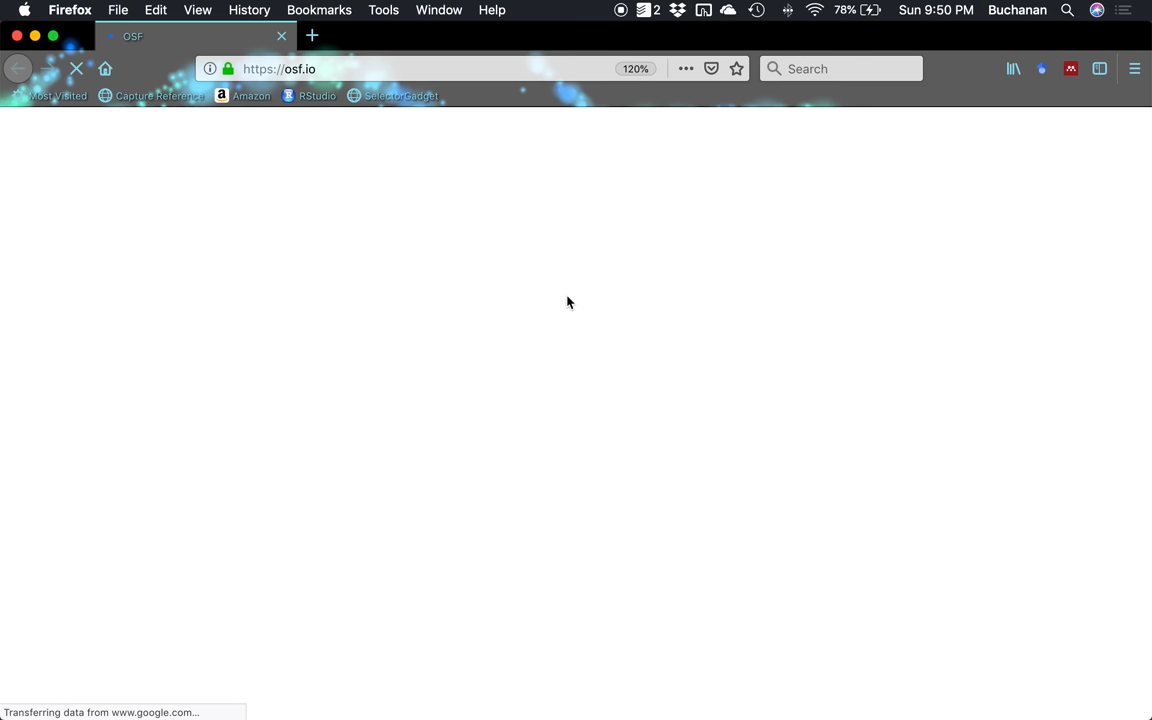 Firefox File Edit View History Bookmarks Tools Window Help 2 78% Sun 9:50 PM Buchanan
OSF
https://osf.io 120% Search
Most Visited Capture Reference Amazon RStudio SelectorGadget
Transferring data from www.google.com...